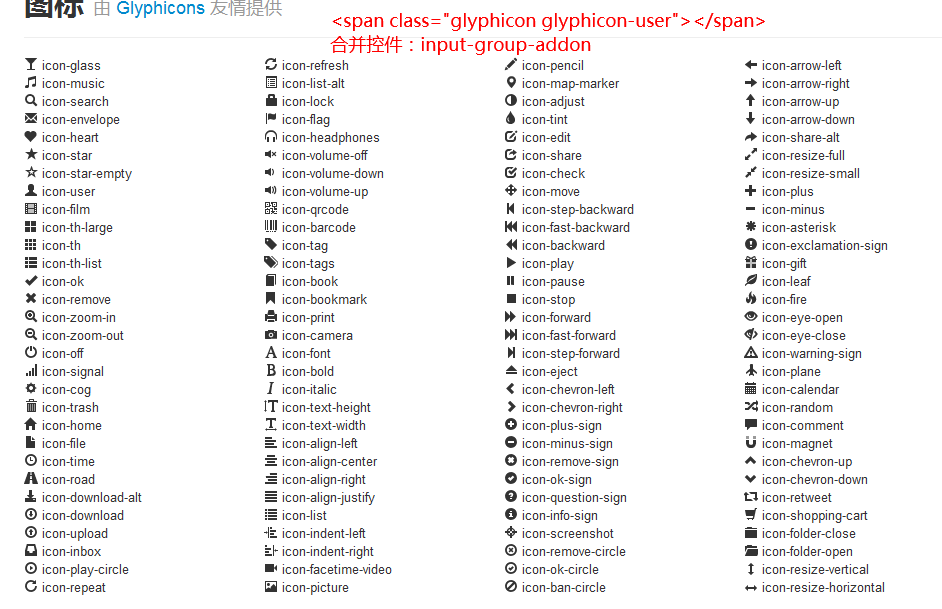 图标 由 Glyphicons 友情提供
<span class="glyphicon glyphicon-user"></span>
合并控件：input-group-addon
icon-glass
icon-music
icon-search
icon-envelope
icon-heart
icon-star
icon-star-empty
icon-user
icon-film
icon-th-large
icon-th
icon-th-list
icon-ok
icon-remove
icon-zoom-in
icon-zoom-out
icon-off
icon-signal
icon-cog
icon-trash
icon-home
icon-file
icon-time
icon-road
icon-download-alt
icon-download
icon-upload
icon-inbox
icon-play-circle
icon-repeat
icon-refresh
icon-list-alt
icon-lock
icon-flag
icon-headphones
icon-volume-off
icon-volume-down
icon-volume-up
icon-qrcode
icon-barcode
icon-tag
icon-tags
icon-book
icon-bookmark
icon-print
icon-camera
icon-font
icon-bold
icon-italic
icon-text-height
icon-text-width
icon-align-left
icon-align-center
icon-align-right
icon-align-justify
icon-list
icon-indent-left
icon-indent-right
icon-facetime-video
icon-picture
icon-pencil
icon-map-marker
icon-adjust
icon-tint
icon-edit
icon-share
icon-check
icon-move
icon-step-backward
icon-fast-backward
icon-backward
icon-play
icon-pause
icon-stop
icon-forward
icon-fast-forward
icon-step-forward
icon-eject
icon-chevron-left
icon-chevron-right
icon-plus-sign
icon-minus-sign
icon-remove-sign
icon-ok-sign
icon-question-sign
icon-info-sign
icon-screenshot
icon-remove-circle
icon-ok-circle
icon-ban-circle
icon-arrow-left
icon-arrow-right
icon-arrow-up
icon-arrow-down
icon-share-alt
icon-resize-full
icon-resize-small
icon-plus
icon-minus
icon-asterisk
icon-exclamation-sign
icon-gift
icon-leaf
icon-fire
icon-eye-open
icon-eye-close
icon-warning-sign
icon-plane
icon-calendar
icon-random
icon-comment
icon-magnet
icon-chevron-up
icon-chevron-down
icon-retweet
icon-shopping-cart
icon-folder-close
icon-folder-open
icon-resize-vertical
icon-resize-horizontal